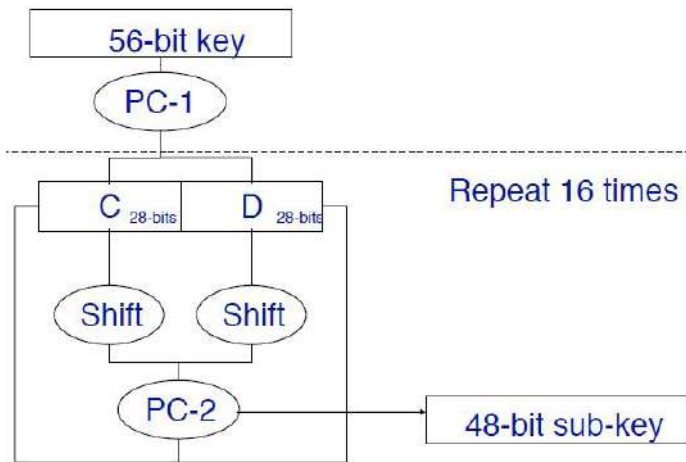 56-bit key
PC-1
Repeat 16 times
C 28-bits D 28-bits
Shift Shift
PC-2
48-bit sub-key